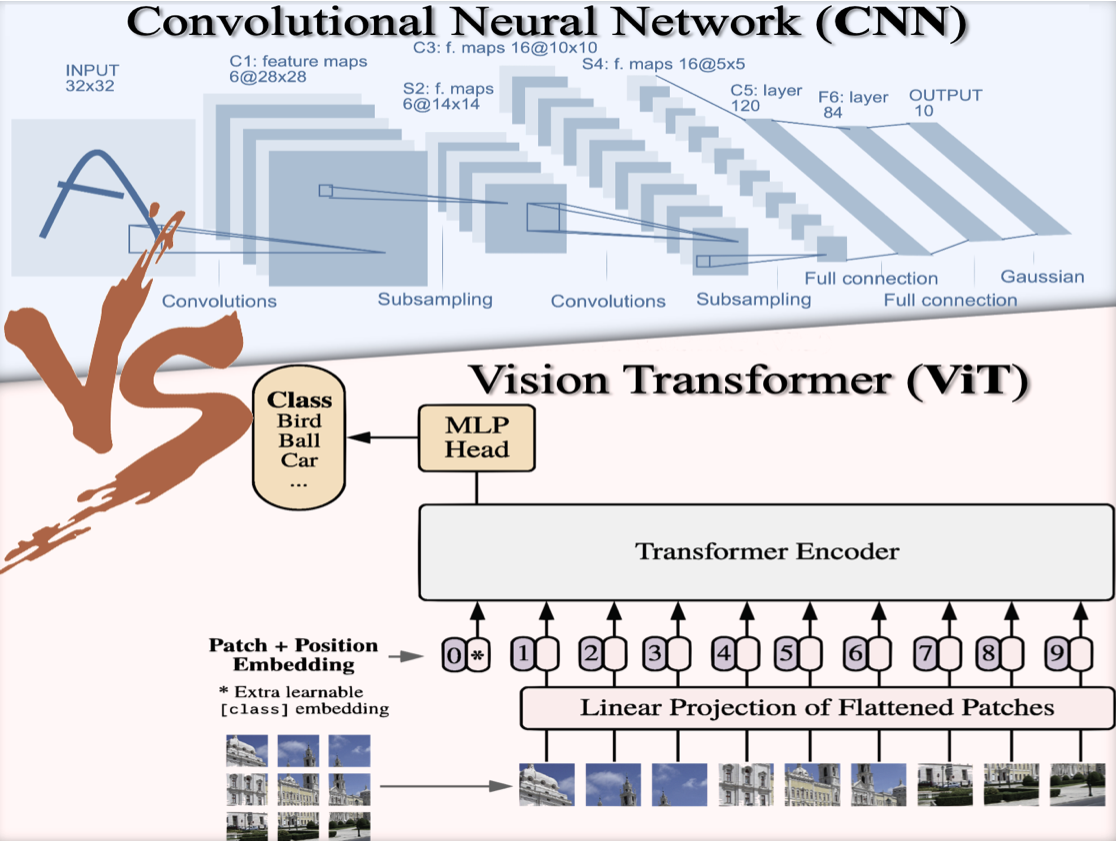 Convolutional Neural Network (CNN)
INPUT
32x32
C1: feature maps
6@28x28
S2: f. maps
6@14x14
C3: f. maps 16@10x10
S4: f. maps 16@5x5
C5: layer
120
F6: layer
84
OUTPUT
10
Convolutions
Subsampling
Convolutions
Subsampling
Full connection
Full connection
Gaussian
VS
Vision Transformer (ViT)
Class
Bird
Ball
Car
...
MLP
Head
Transformer Encoder
Patch + Position
Embedding
* Extra learnable
[class] embedding
0 * 1 2 3 4 5 6 7 8 9
Linear Projection of Flattened Patches